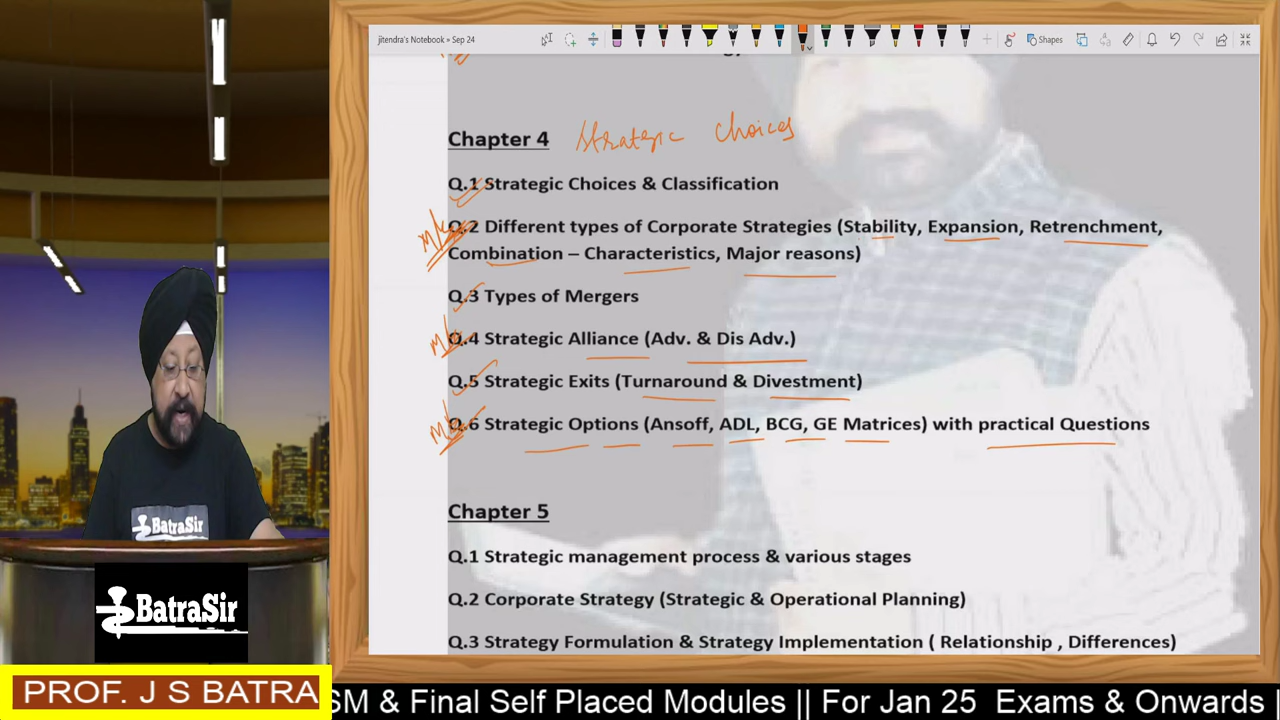 jitendra's Notebook » Sep 24
Shapes
Chapter 4 Strategic Choices
Q.1 Strategic Choices & Classification
Q.2 Different types of Corporate Strategies (Stability, Expansion, Retrenchment,
Combination – Characteristics, Major reasons)
Q.3 Types of Mergers
Q.4 Strategic Alliance (Adv. & Dis Adv.)
Q.5 Strategic Exits (Turnaround & Divestment)
Q.6 Strategic Options (Ansoff, ADL, BCG, GE Matrices) with practical Questions
Chapter 5
Q.1 Strategic management process & various stages
Q.2 Corporate Strategy (Strategic & Operational Planning)
Q.3 Strategy Formulation & Strategy Implementation ( Relationship , Differences)
BatraSir
BatraSir
PROF. J S BATRA
SM & Final Self Placed Modules || For Jan 25 Exams & Onwards